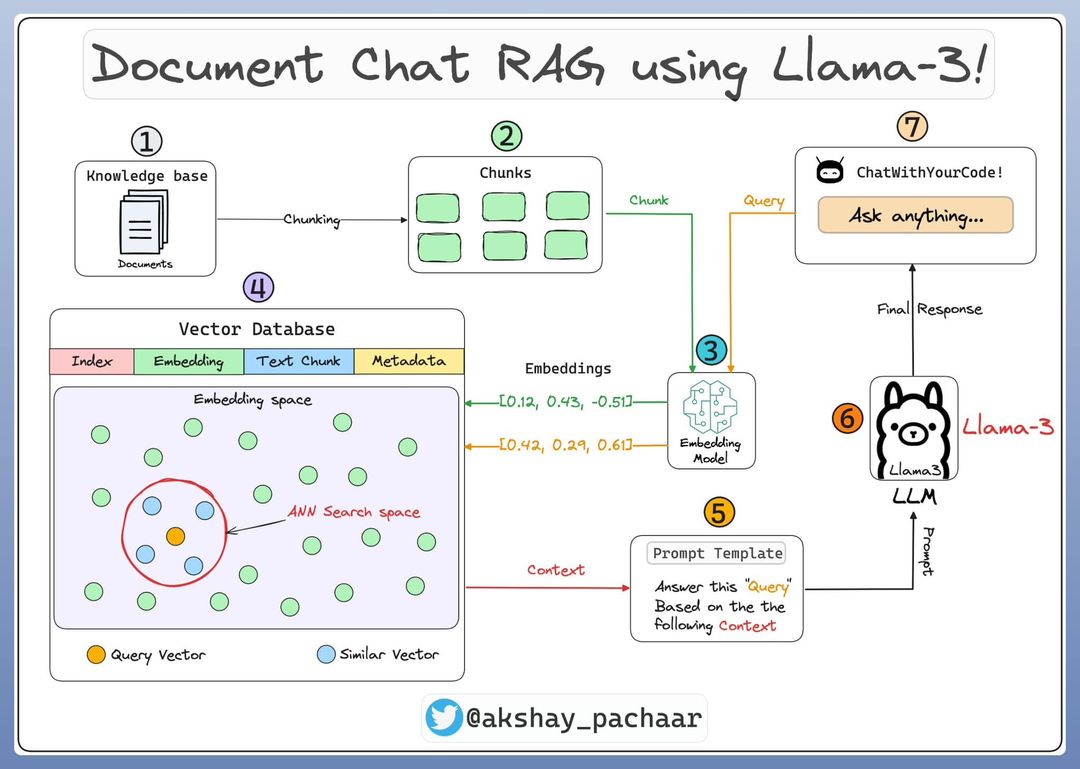 Document Chat RAG using Llama-3!
1
Knowledge base
Documents
Chunking
2
Chunks
Chunk
Query
7
ChatWithYourCode!
Ask anything...
4
Vector Database
Index
Embedding
Text Chunk
Metadata
Embedding space
ANN Search space
Query Vector
Similar Vector
Embeddings
[0.12, 0.43, -0.51]
[0.42, 0.29, 0.61]
3
Embedding
Model
Context
5
Prompt Template
Answer this "Query"
Based on the the
following Context
Prompt
6
Llama3
Llama-3
LLM
Final Response
@akshay_pachaar